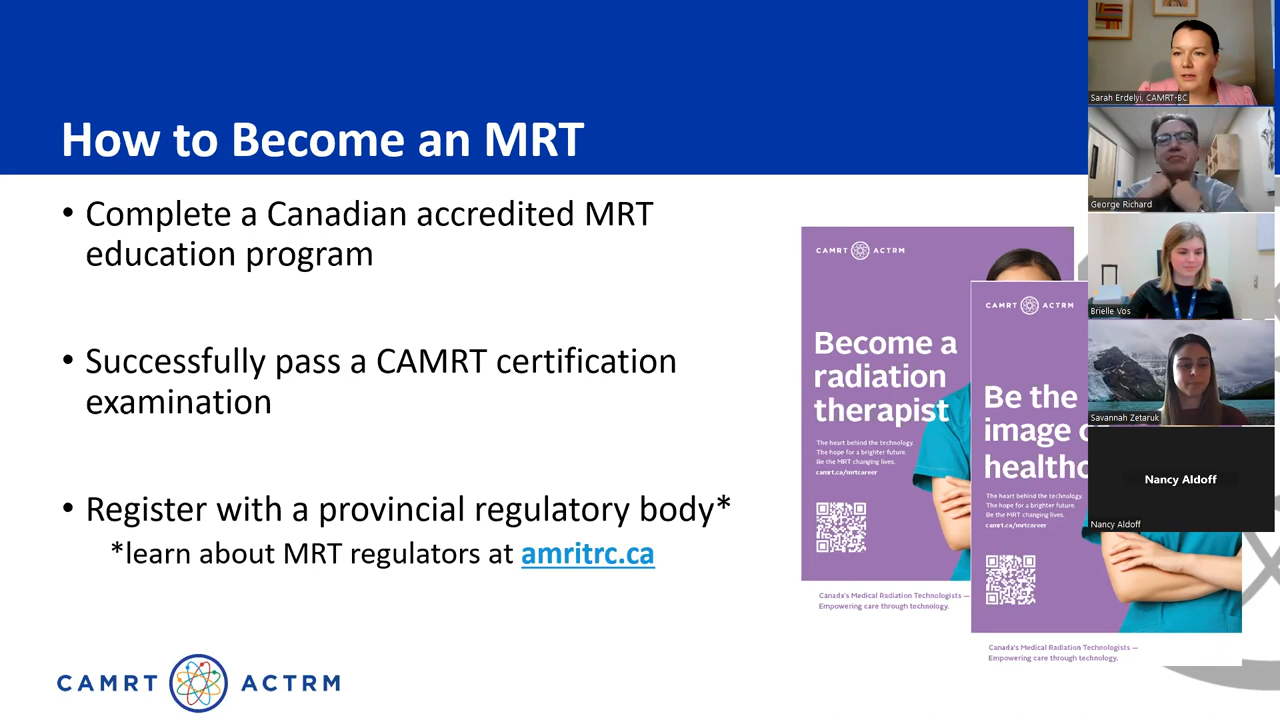 How to Become an MRT
• Complete a Canadian accredited MRT
education program
• Successfully pass a CAMRT certification
examination
• Register with a provincial regulatory body*
*learn about MRT regulators at amritrc.ca
CAMRT ACTRM
CAMRT ACTRM
Become a
radiation
therapist
The heart behind the technology.
The hope for a brighter future.
Be the MRT changing lives.
camrt.ca/mrtcareer
Canada's Medical Radiation Technologists —
Empowering care through technology.
CAMRT ACTRM
Be the
image
The heart behind the technology.
The hope for a brighter future.
Be the MRT changing lives.
camrt.ca/mrtcareer
Canada's Medical Radiation Technologists —
Empowering care through technology.
Sarah Erdelyi, CAMRT-BC
George Richard
Brielle Vos
Savannah Zetaruk
Nancy Aldoff
Nancy Aldoff